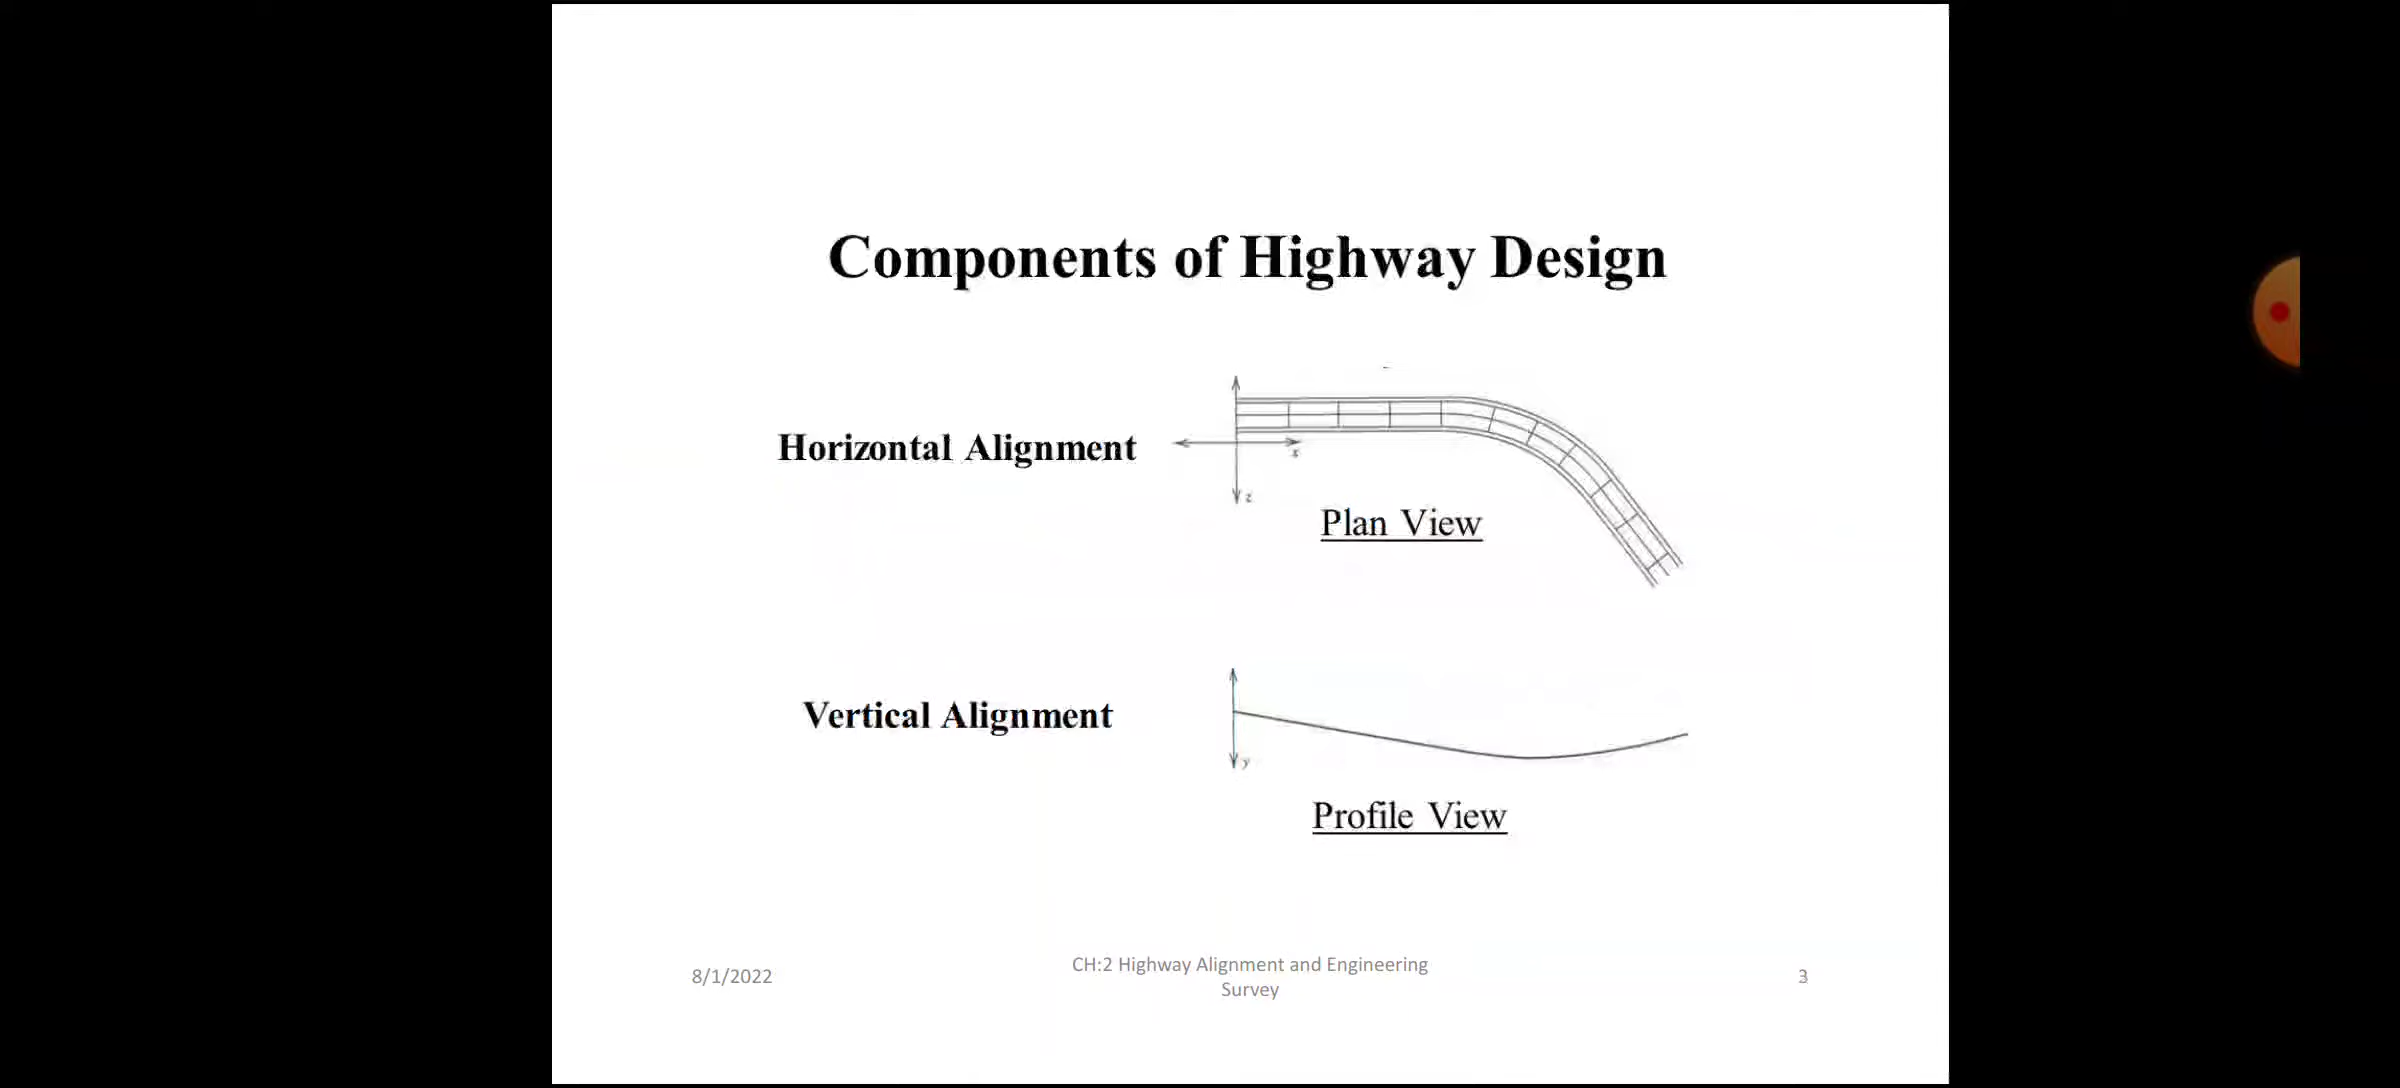 Components of Highway Design
Horizontal Alignment
x
z
Plan View
Vertical Alignment
y
Profile View
8/1/2022
CH:2 Highway Alignment and Engineering
Survey
3